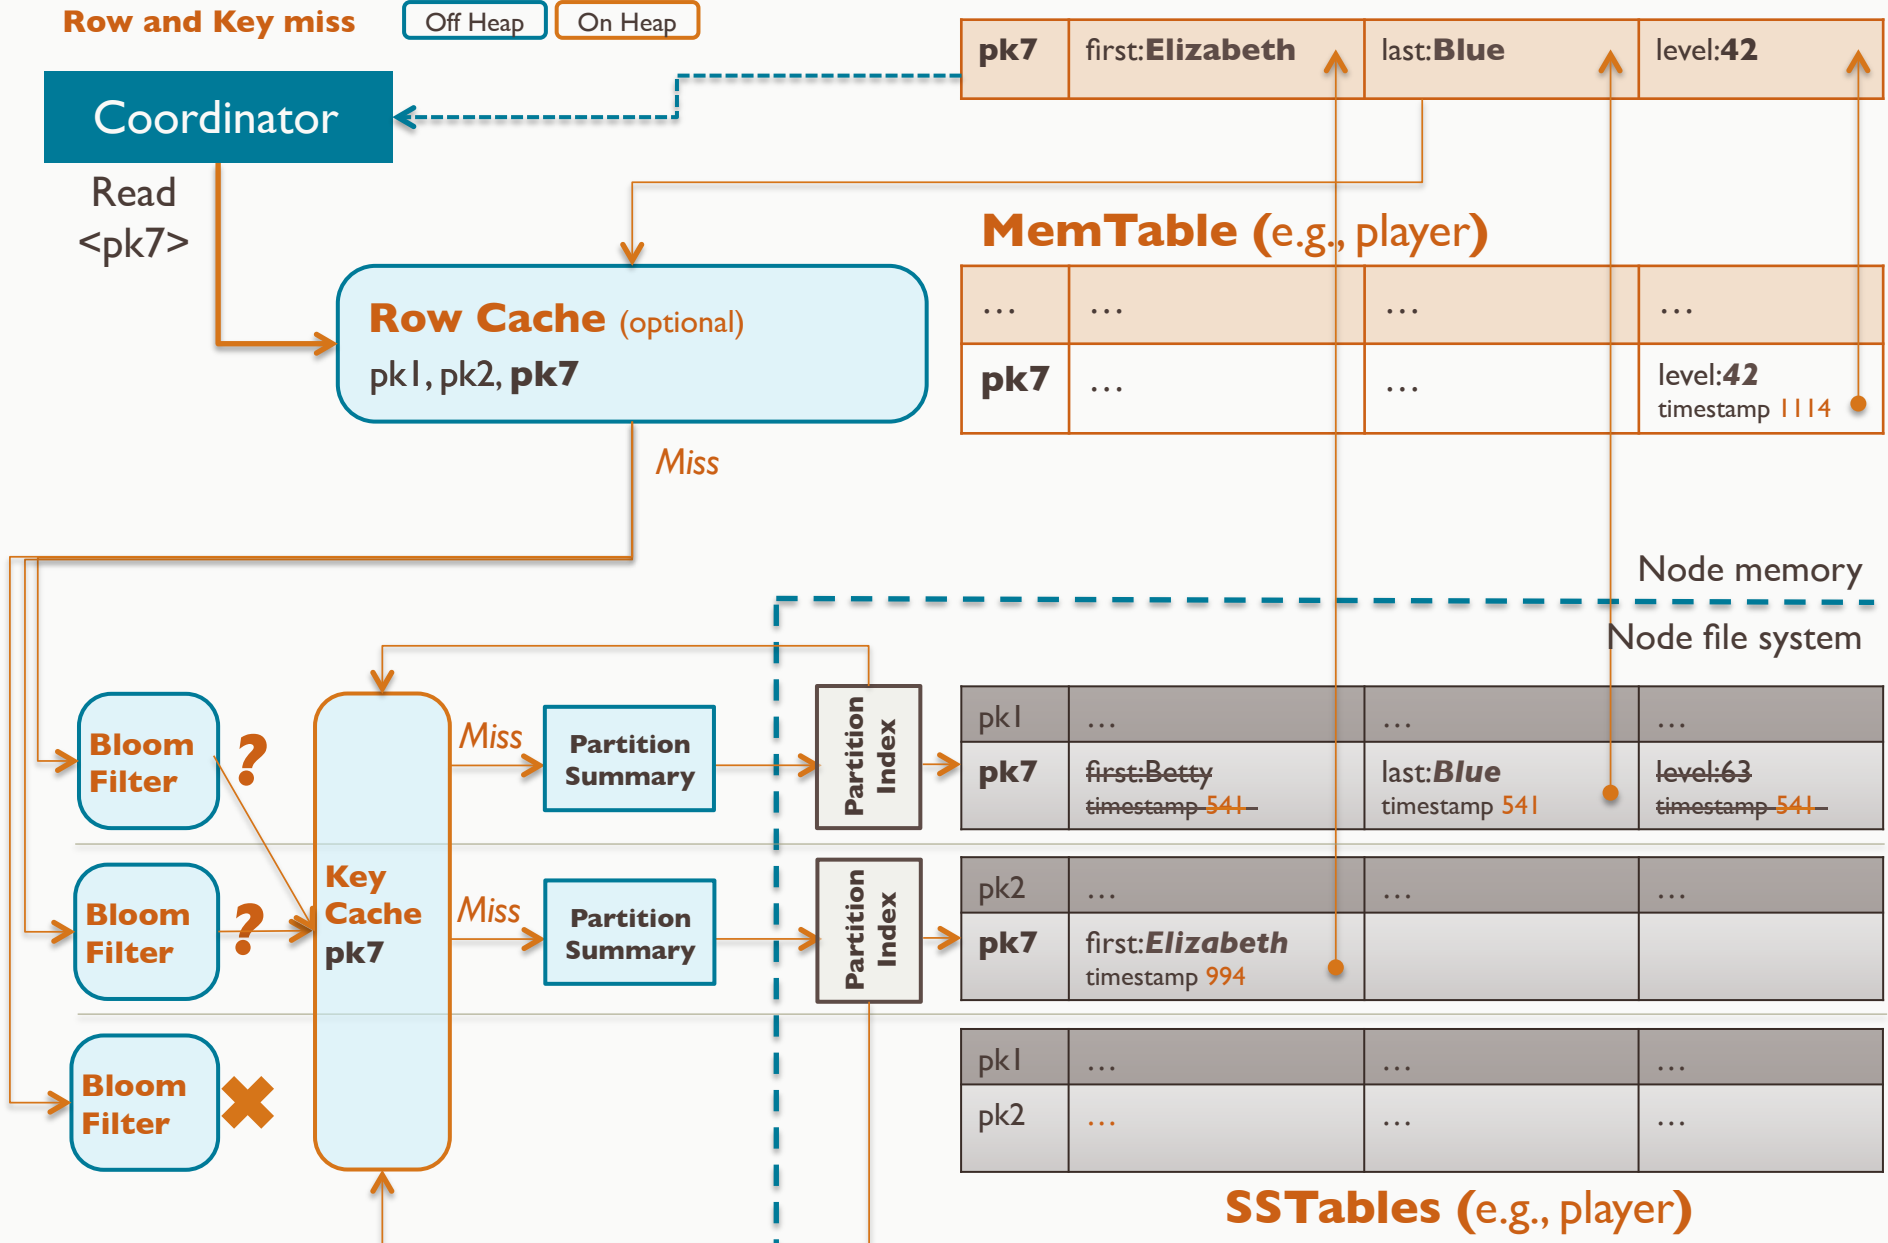 Row and Key miss
Off Heap
On Heap
pk7 first:Elizabeth last:Blue level:42
Coordinator
Read
<pk7>
MemTable (e.g., player)
Row Cache (optional)
pk1, pk2, pk7
… … … …
pk7 … … level:42
timestamp 1114
Miss
Node memory
Node file system
Bloom
Filter
?
Key
Cache
pk7
Miss
Partition
Summary
Partition
Index
pk1 … … …
pk7 first:Betty last:Blue level:63
timestamp 541 timestamp 541 timestamp 541
Bloom
Filter
?
Miss
Partition
Summary
Partition
Index
pk2 … … …
pk7 first:Elizabeth
timestamp 994
Bloom
Filter
pk1 … … …
pk2 … … …
SSTables (e.g., player)